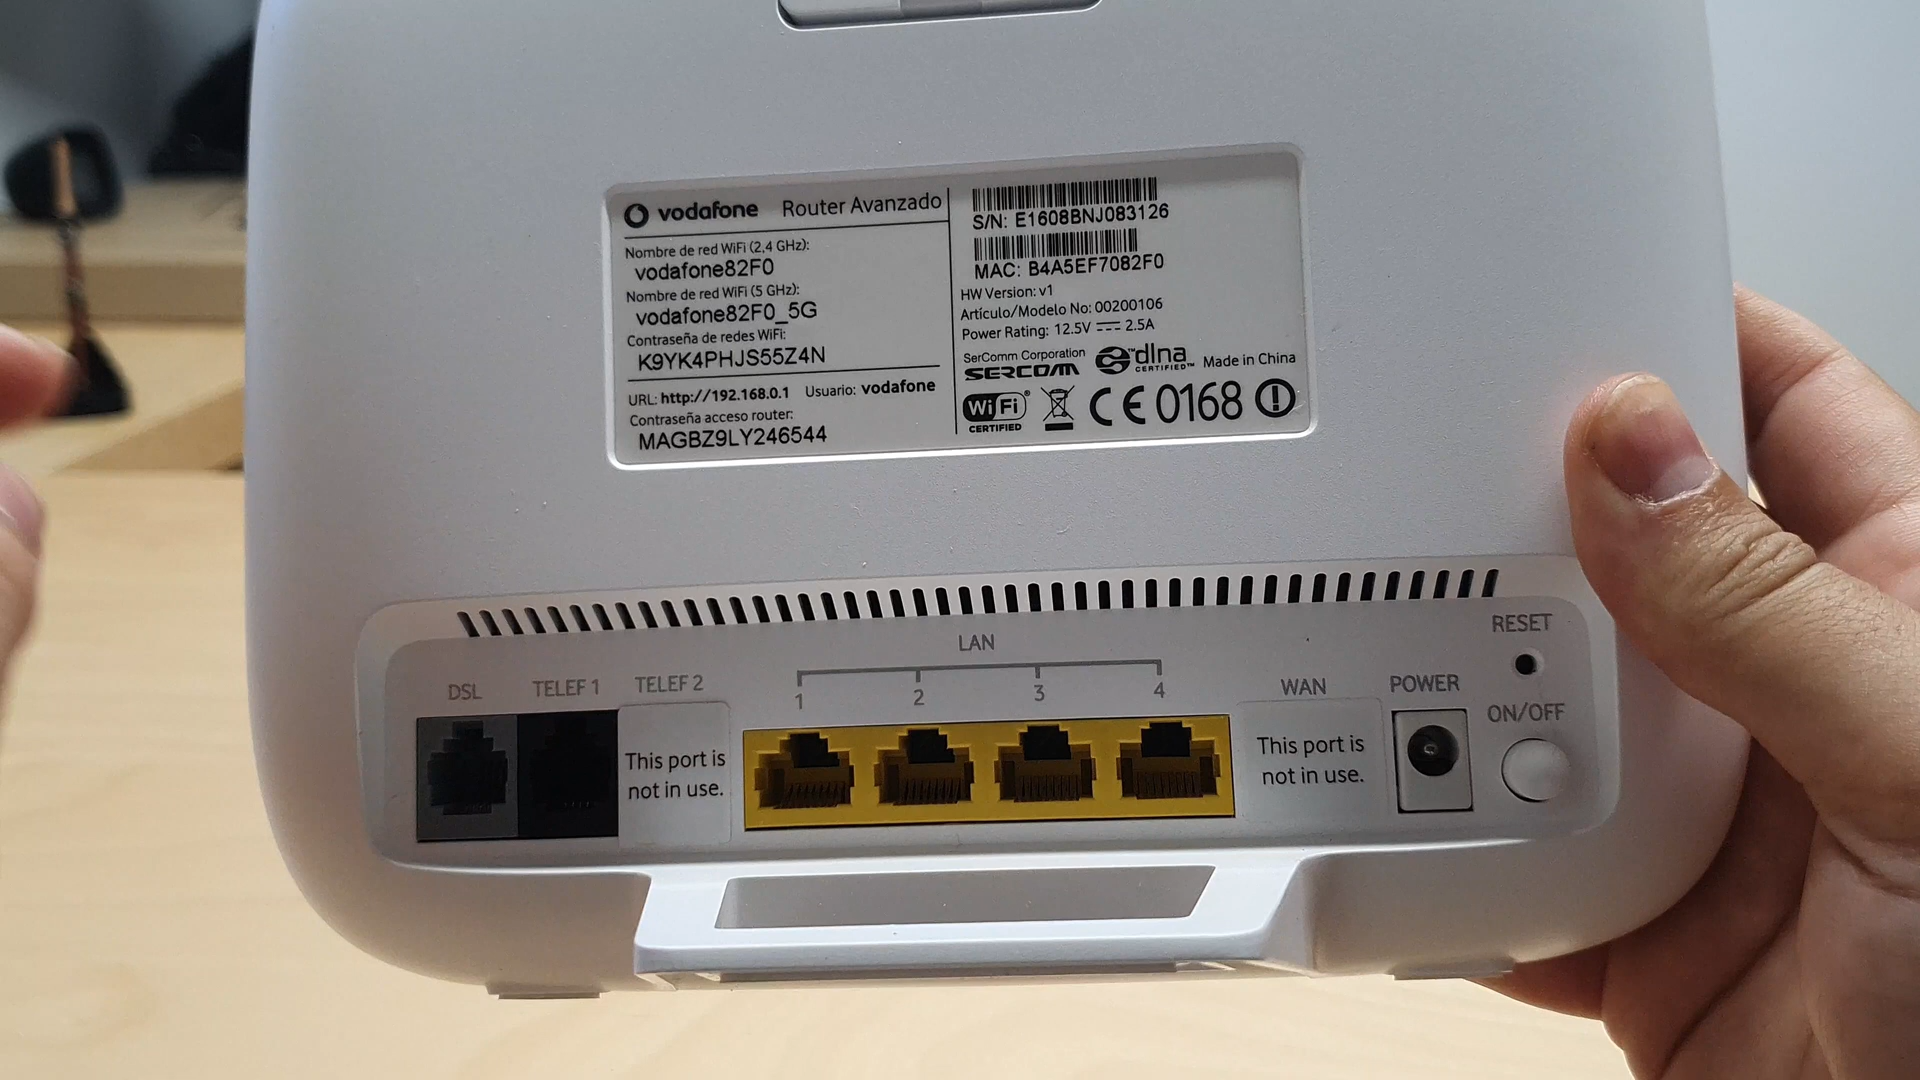 vodafone Router Avanzado
Nombre de red WiFi (2,4 GHz):
vodafone82F0
Nombre de red WiFi (5 GHz):
vodafone82F0_5G
Contraseña de redes WiFi:
K9YK4PHJS55Z4N
URL: http://192.168.0.1 Usuario: vodafone
Contraseña acceso router:
MAGBZ9LY246544
S/N: E1608BNJ083126
MAC: B4A5EF7082F0
HW Version: v1
Artículo/Modelo No: 00200106
Power Rating: 12.5V 2.5A
SerComm Corporation
SERCOMM
dlna™
CERTIFIED™
Made in China
WiFi®
CERTIFIED
CE 0168
RESET
LAN
DSL TELEF 1 TELEF 2 1 2 3 4 WAN POWER
ON/OFF
This port is
not in use.
This port is
not in use.